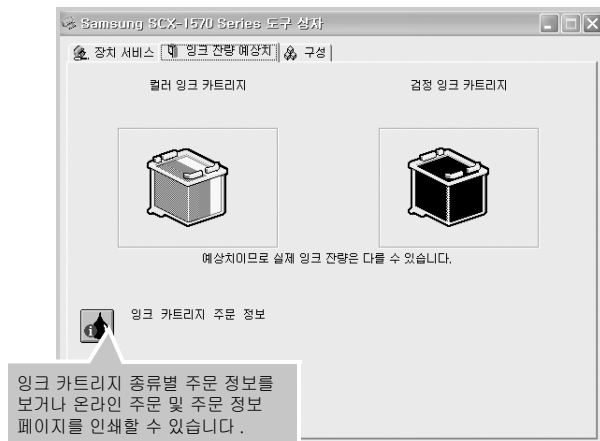 Samsung SCX-1570 Series 도구 상자
장치 서비스 잉크 잔량 예상치 구성
컬러 잉크 카트리지 검정 잉크 카트리지
예상치이므로 실제 잉크 잔량은 다를 수 있습니다.
잉크 카트리지 주문 정보
잉크 카트리지 종류별 주문 정보를
보거나 온라인 주문 및 주문 정보
페이지를 인쇄할 수 있습니다 .